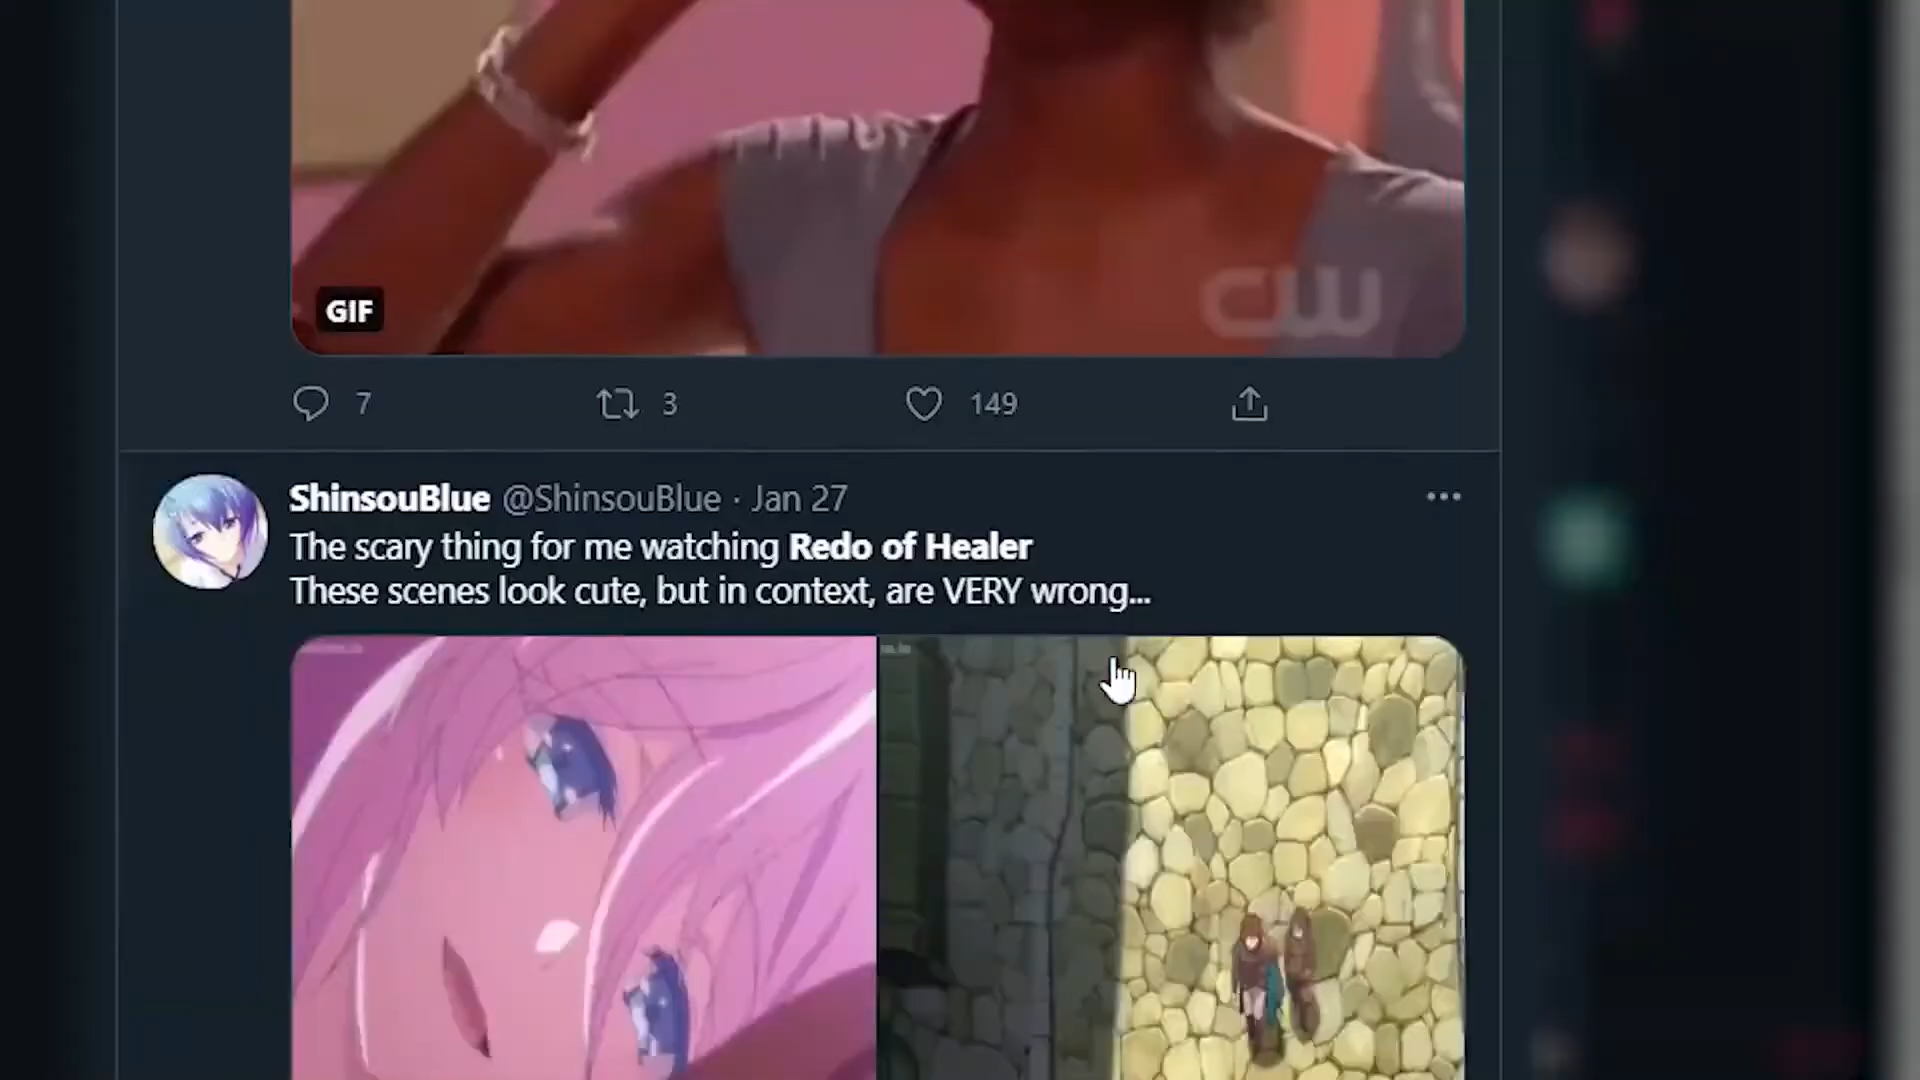 CW
GIF
7 3 149
ShinsouBlue @ShinsouBlue · Jan 27
The scary thing for me watching Redo of Healer
These scenes look cute, but in context, are VERY wrong...